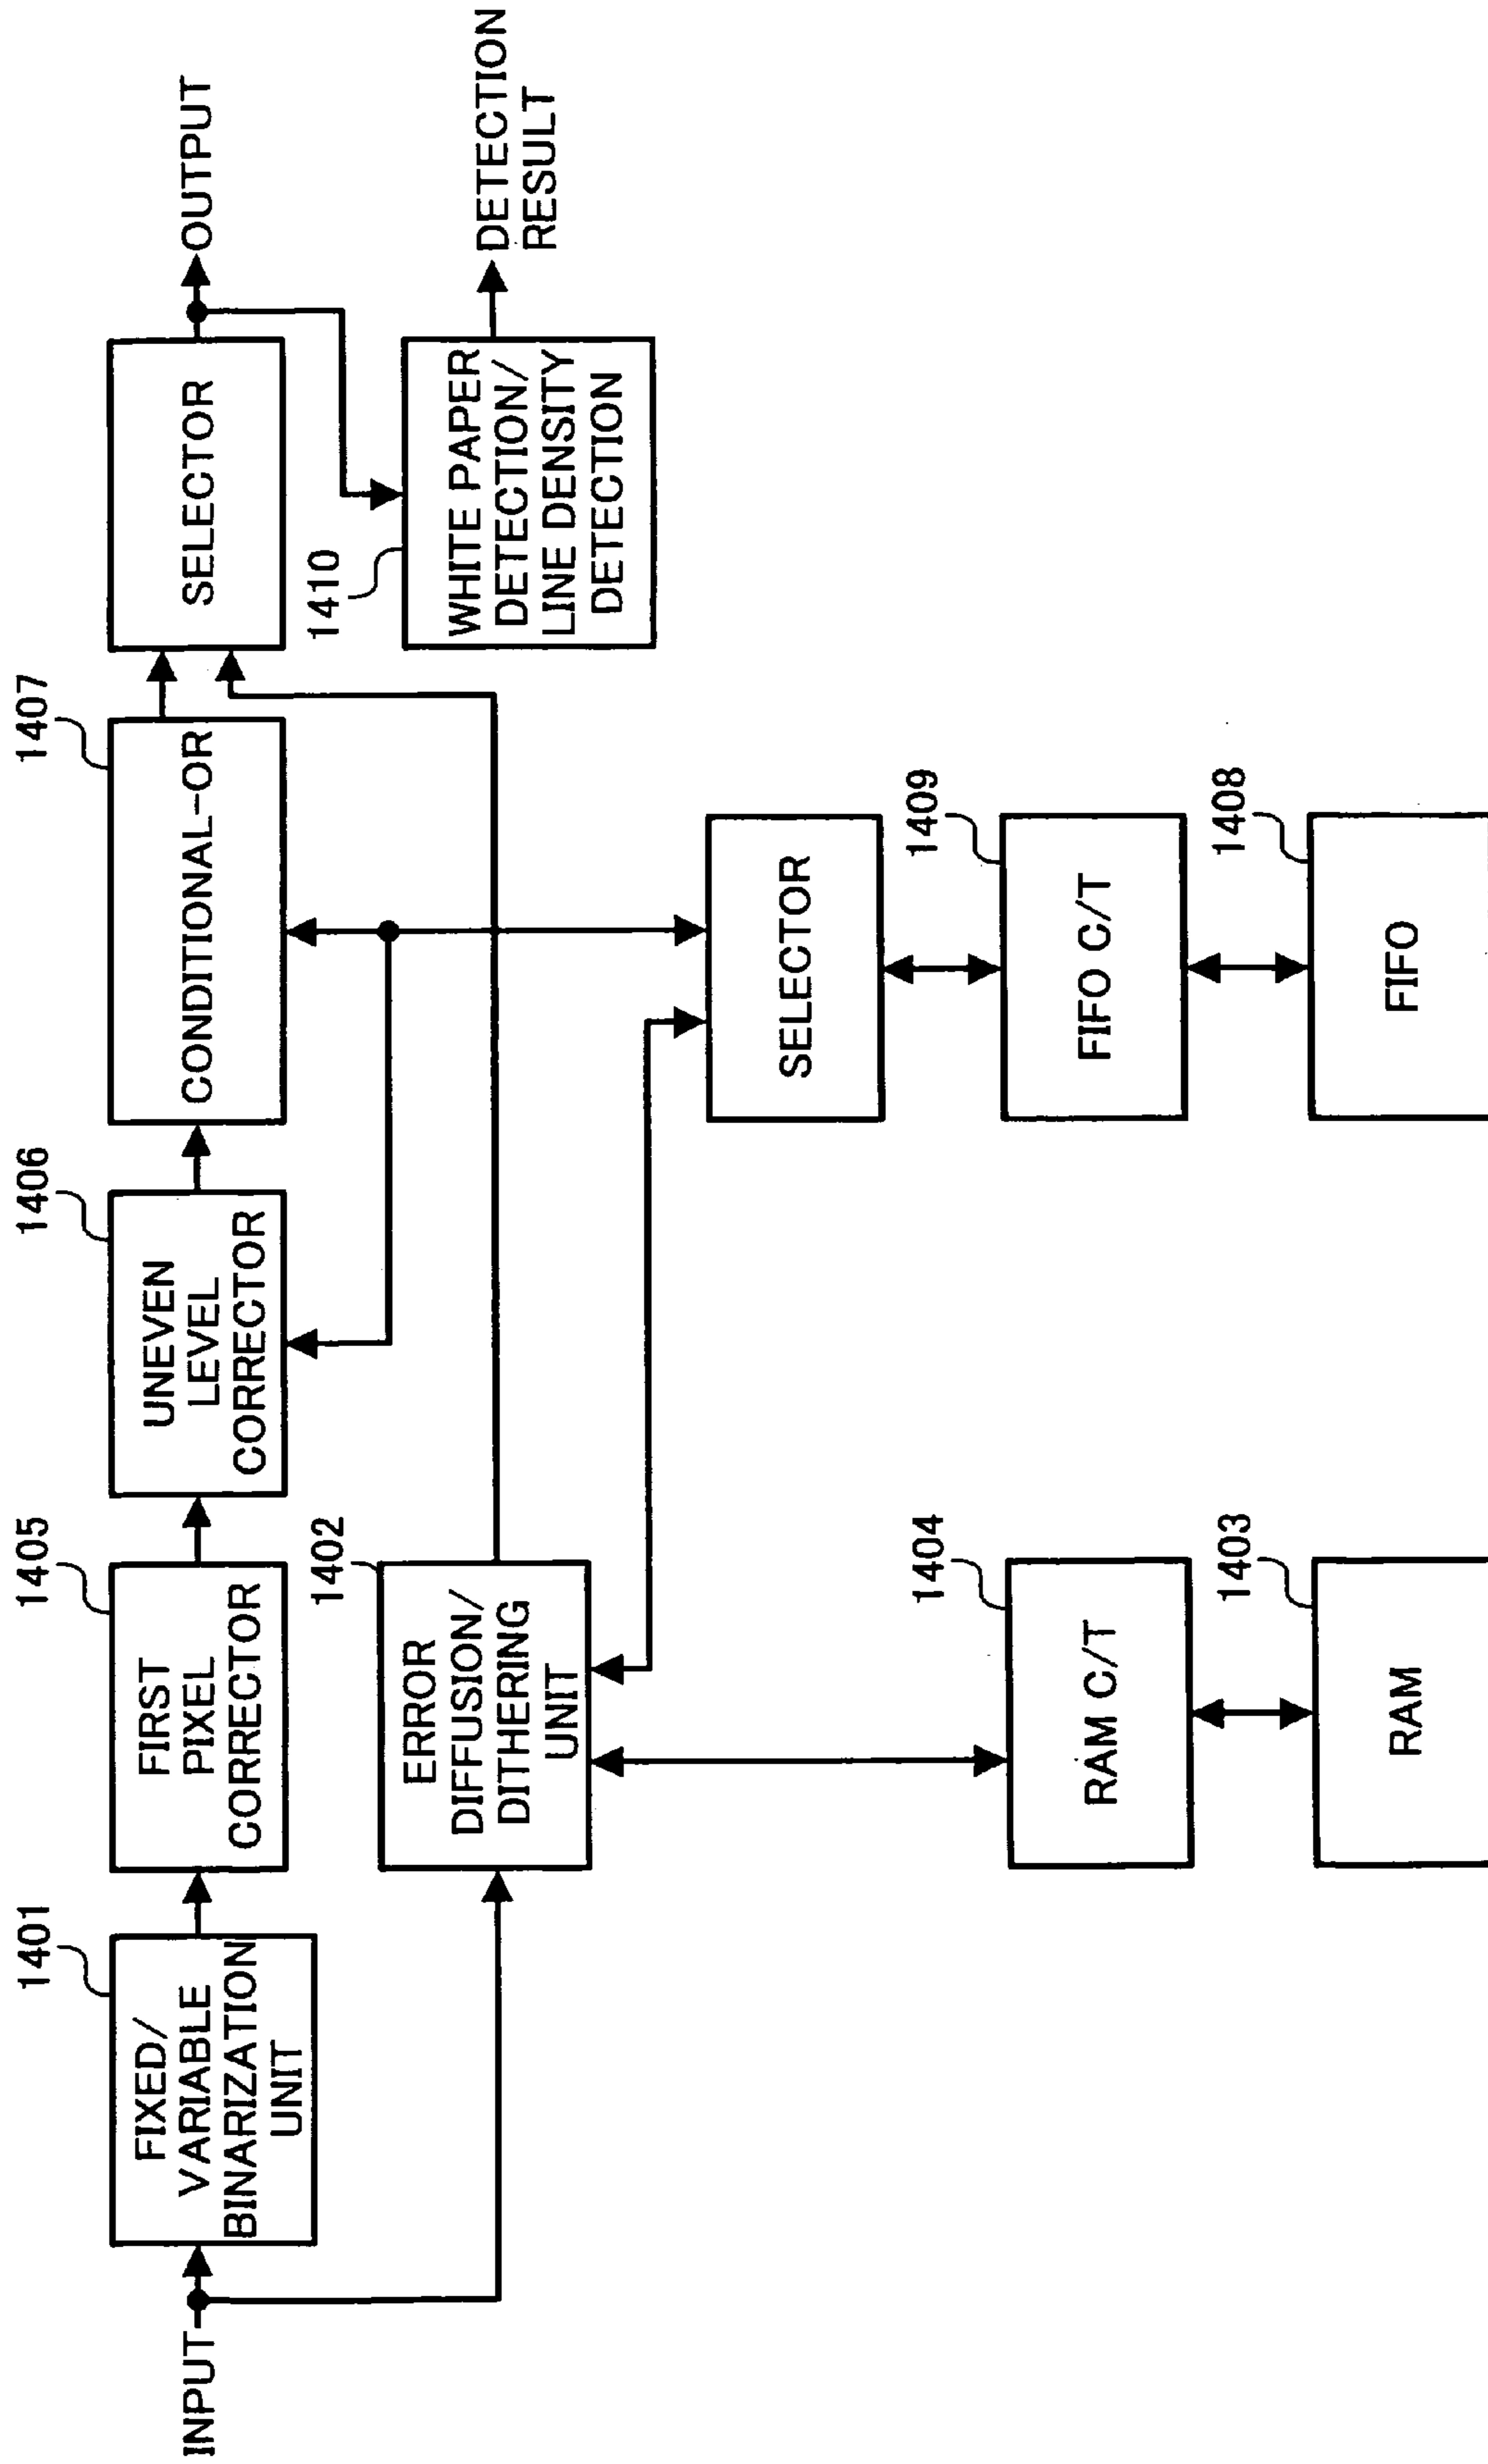 INPUT
1401
FIXED/
VARIABLE
BINARIZATION
UNIT
1405
FIRST
PIXEL
CORRECTOR
1406
UNEVEN
LEVEL
CORRECTOR
1407
CONDITIONAL-OR
SELECTOR
OUTPUT
1402
ERROR
DIFFUSION/
DITHERING
UNIT
1410
WHITE PAPER
DETECTION/
LINE DENSITY
DETECTION
DETECTION
RESULT
SELECTOR
1404
RAM C/T
1409
FIFO C/T
1403
RAM
1408
FIFO